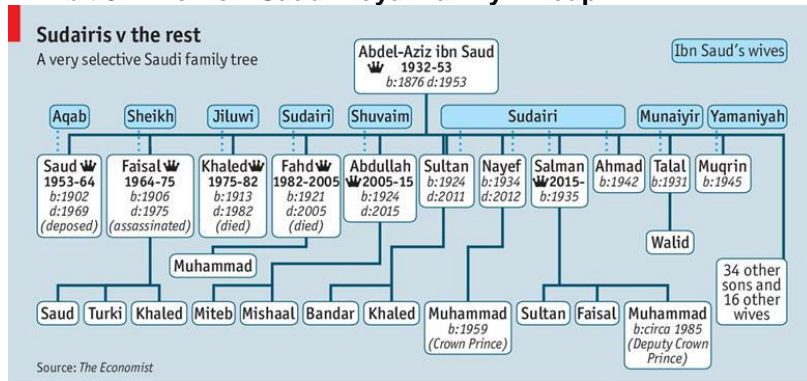 Sudairis v the rest
A very selective Saudi family tree
Abdel-Aziz ibn Saud
1932-53
b:1876 d:1953
Ibn Saud's wives
Aqab
Sheikh
Jiluwi
Sudairi
Shuvaim
Sudairi
Munaiyir
Yamaniyah
Saud
1953-64
b:1902
d:1969
(deposed)
Faisal
1964-75
b:1906
d:1975
(assassinated)
Khaled
1975-82
b:1913
d:1982
(died)
Fahd
1982-2005
b:1921
d:2005
(died)
Abdullah
2005-15
b:1924
d:2015
Sultan
b:1924
d:2011
Nayef
b:1934
d:2012
Salman
2015-
b:1935
Ahmad
b:1942
Talal
b:1931
Muqrin
b:1945
Muhammad
Walid
34 other
sons and
16 other
wives
Saud
Turki
Khaled
Miteb
Mishaal
Bandar
Khaled
Muhammad
b:1959
(Crown Prince)
Sultan
Faisal
Muhammad
b:circa 1985
(Deputy Crown
Prince)
Source: The Economist